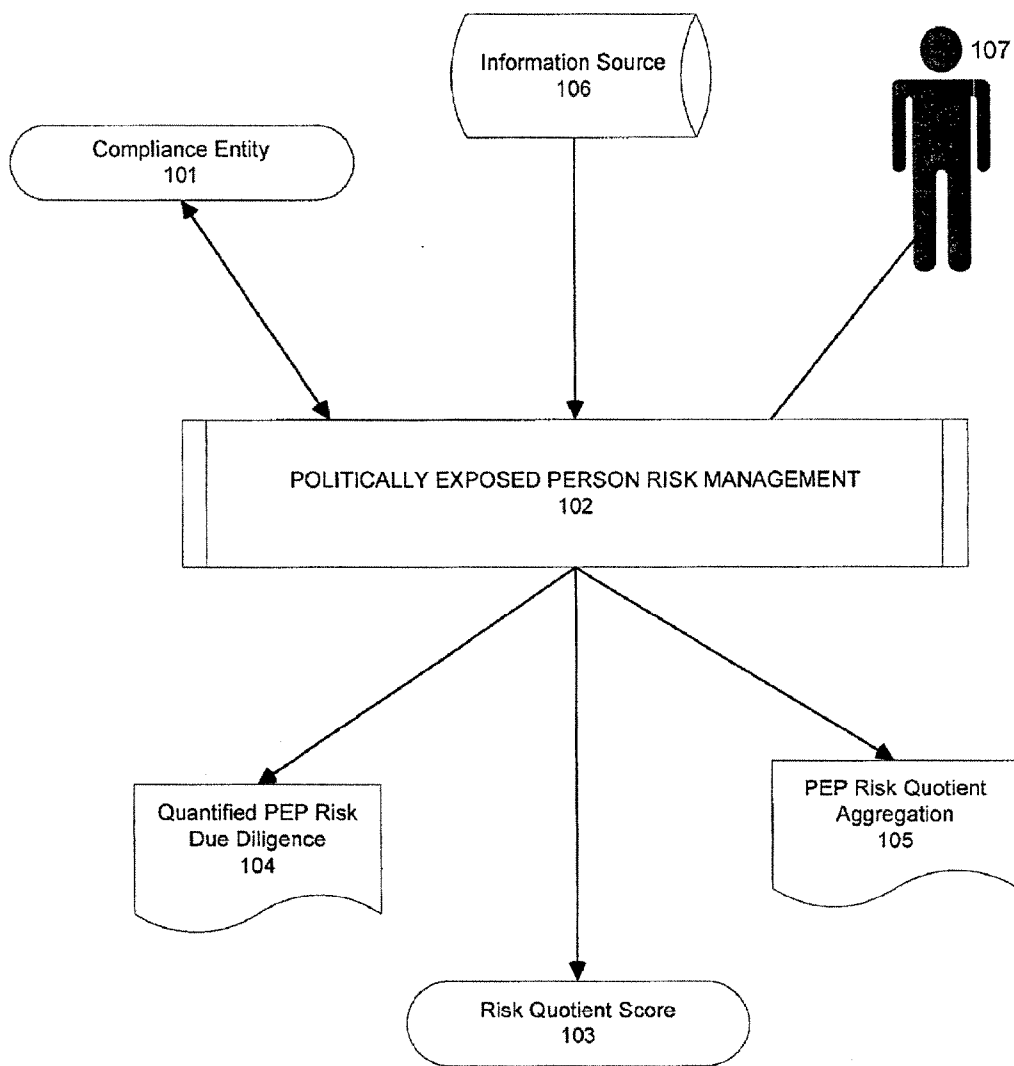 Information Source
106
107
Compliance Entity
101
POLITICALLY EXPOSED PERSON RISK MANAGEMENT
102
Quantified PEP Risk
Due Diligence
104
PEP Risk Quotient
Aggregation
105
Risk Quotient Score
103